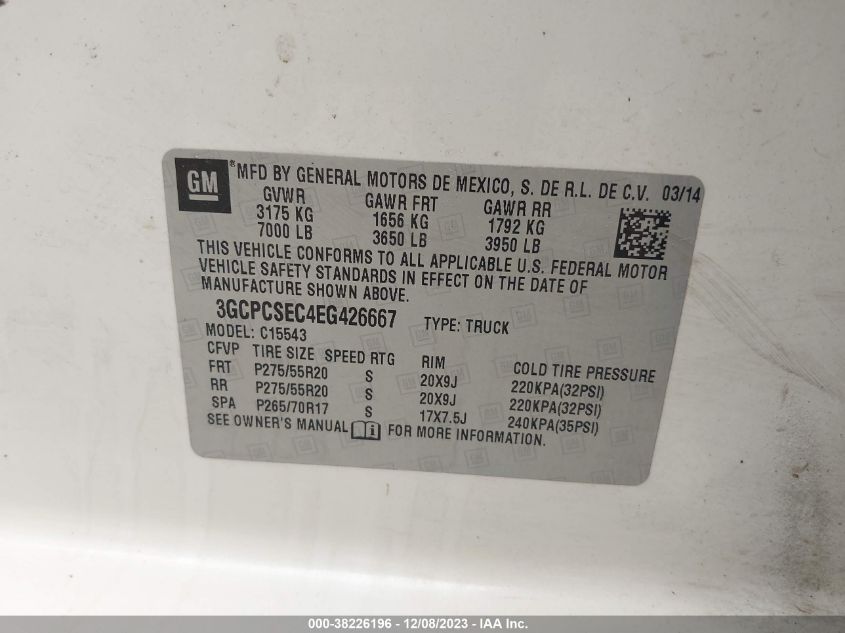 GM ® MFD BY GENERAL MOTORS DE MEXICO, S. DE R.L. DE C.V. 03/14
GVWR GAWR FRT GAWR RR
3175 KG 1656 KG 1792 KG
7000 LB 3650 LB 3950 LB
THIS VEHICLE CONFORMS TO ALL APPLICABLE U.S. FEDERAL MOTOR
VEHICLE SAFETY STANDARDS IN EFFECT ON THE DATE OF
MANUFACTURE SHOWN ABOVE.
3GCPCSEC4EG426667 TYPE: TRUCK
MODEL: C15543
CFVP TIRE SIZE SPEED RTG RIM COLD TIRE PRESSURE
FRT P275/55R20 S 20X9J 220KPA(32PSI)
RR P275/55R20 S 20X9J 220KPA(32PSI)
SPA P265/70R17 S 17X7.5J 240KPA(35PSI)
SEE OWNER'S MANUAL FOR MORE INFORMATION.
000-38226196 - 12/08/2023 - IAA Inc.